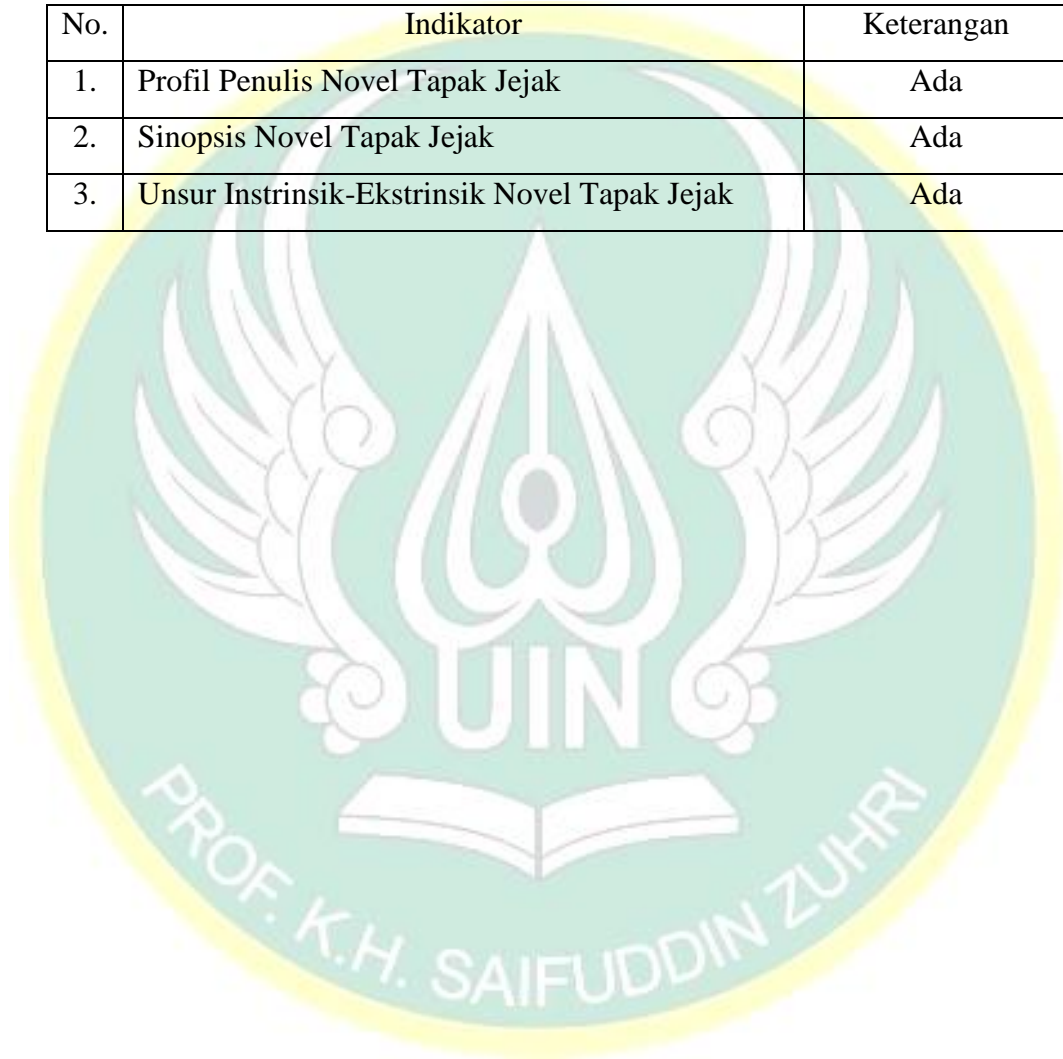 No. Indikator Keterangan
1. Profil Penulis Novel Tapak Jejak Ada
2. Sinopsis Novel Tapak Jejak Ada
3. Unsur Instrinsik-Ekstrinsik Novel Tapak Jejak Ada
UIN
PROF. K.H. SAIFUDDIN ZUHRI